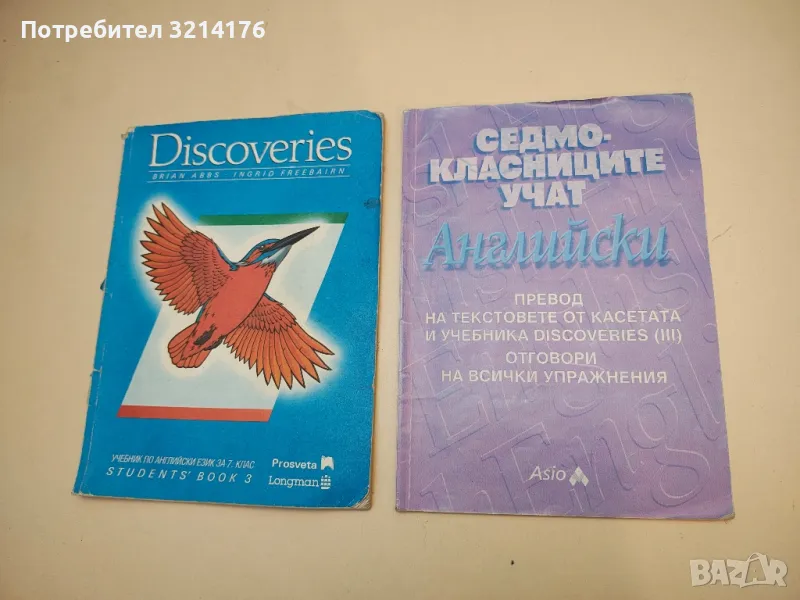 Потребител 3214176
Discoveries
BRIAN ABBS INGRID FREEBAIRN
УЧЕБНИК ПО АНГЛИЙСКИ ЕЗИК ЗА 7. КЛАС
STUDENTS' BOOK 3
Prosveta
Longman
СЕДМО-
КЛАСНИЦИТЕ
УЧАТ
Английски
ПРЕВОД
НА ТЕКСТОВЕТЕ ОТ КАСЕТАТА
И УЧЕБНИКА DISCOVERIES (III)
ОТГОВОРИ
НА ВСИЧКИ УПРАЖНЕНИЯ
Asio
BAZAR